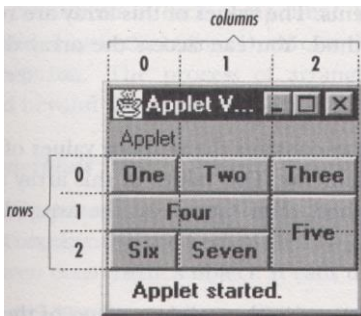 columns
0 1 2
Applet V...
Applet
0 One Two Three
rows 1 Four
Five
2 Six Seven
Applet started.